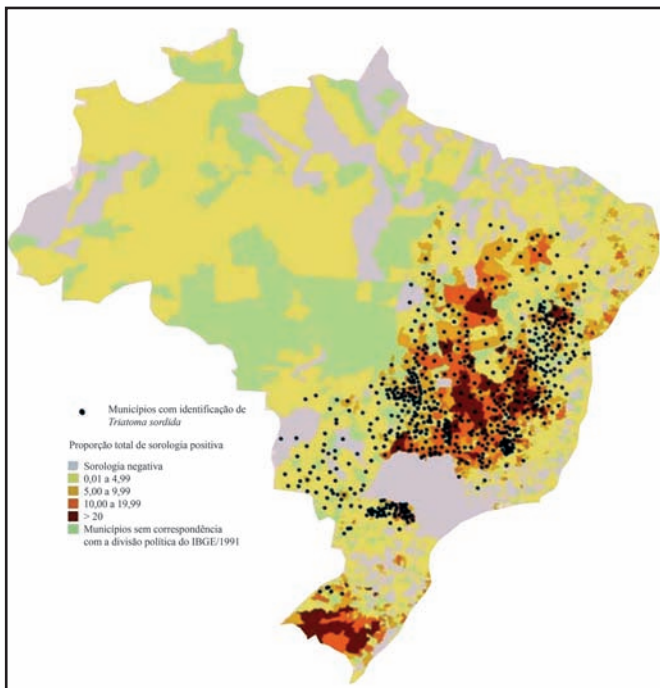 Municípios com identificação de
Triatoma sordida
Proporção total de sorologia positiva
Sorologia negativa
0,01 a 4,99
5,00 a 9,99
10,00 a 19,99
> 20
Municípios sem correspondência
com a divisão política do IBGE/1991